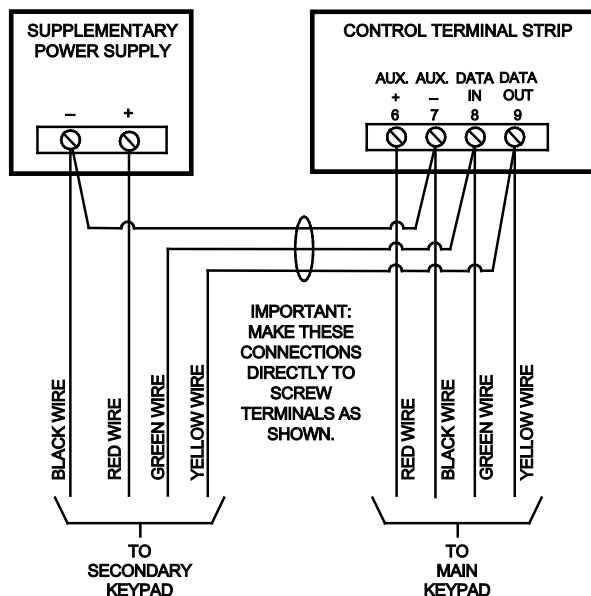 SUPPLEMENTARY
POWER SUPPLY
– +
CONTROL TERMINAL STRIP
AUX. AUX. DATA DATA
+ – IN OUT
6 7 8 9
IMPORTANT:
MAKE THESE
CONNECTIONS
DIRECTLY TO
SCREW
TERMINALS AS
SHOWN.
BLACK WIRE
RED WIRE
GREEN WIRE
YELLOW WIRE
RED WIRE
BLACK WIRE
GREEN WIRE
YELLOW WIRE
TO
SECONDARY
KEYPAD
TO
MAIN
KEYPAD